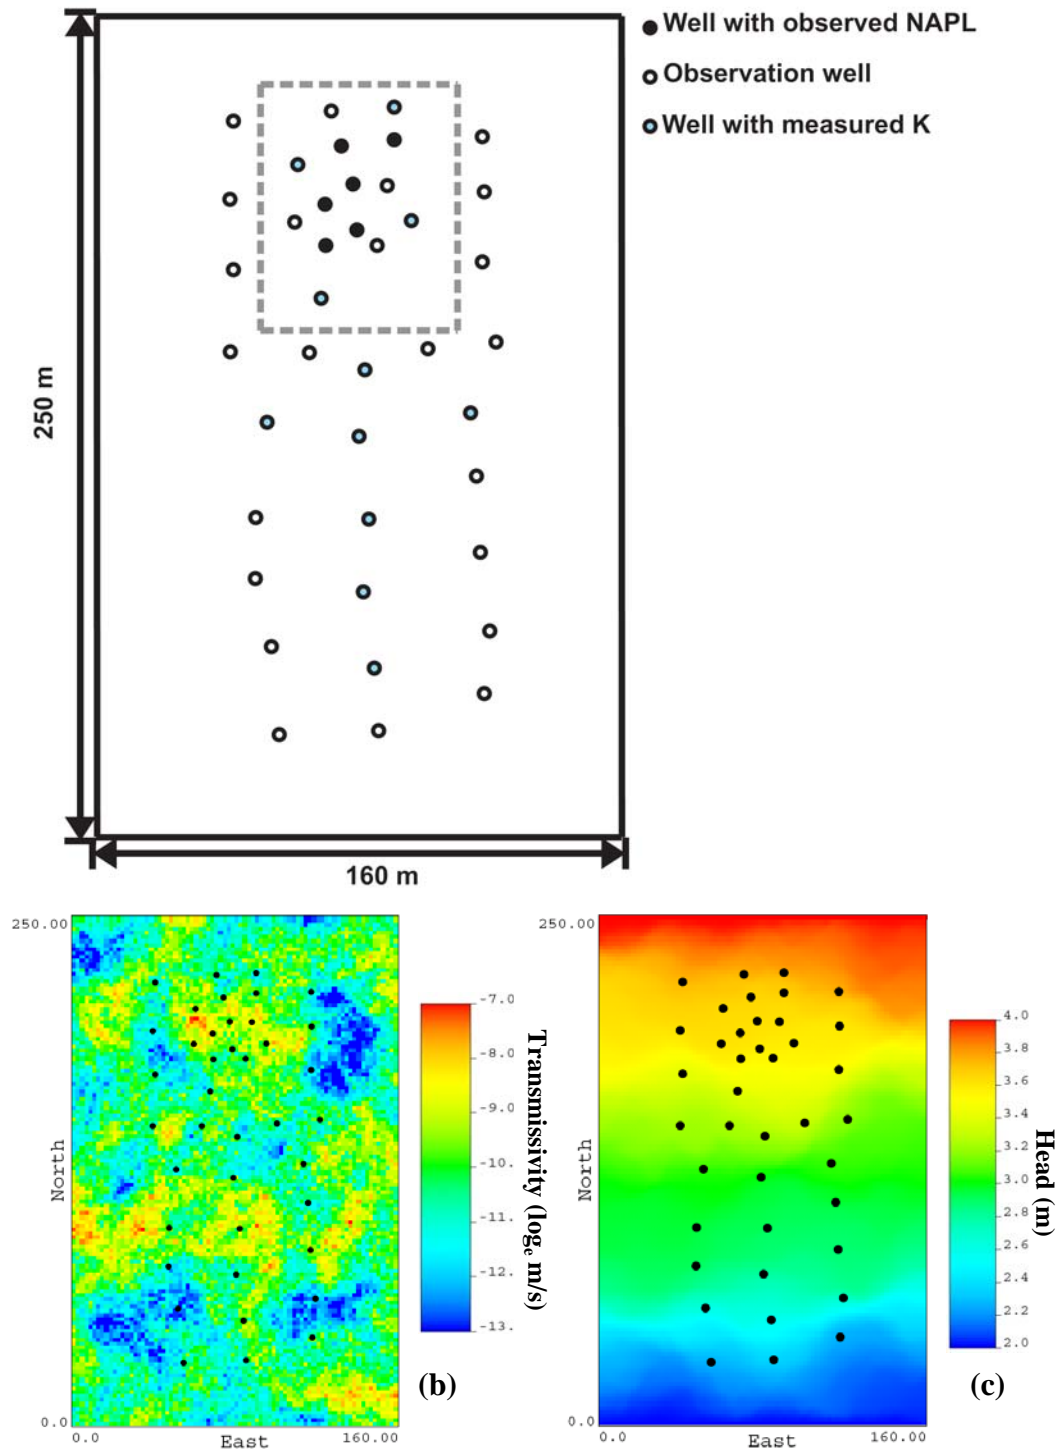 Well with observed NAPL
Observation well
Well with measured K
250 m
160 m
250.00
North
0.0
0.0
East
160.00
-7.0
-8.0
-9.0
-10.
-11.
-12.
-13.
Transmissivity (logₑ m/s)
(b)
250.00
North
0.0
0.0
East
160.00
4.0
3.8
3.6
3.4
3.2
3.0
2.8
2.6
2.4
2.2
2.0
Head (m)
(c)